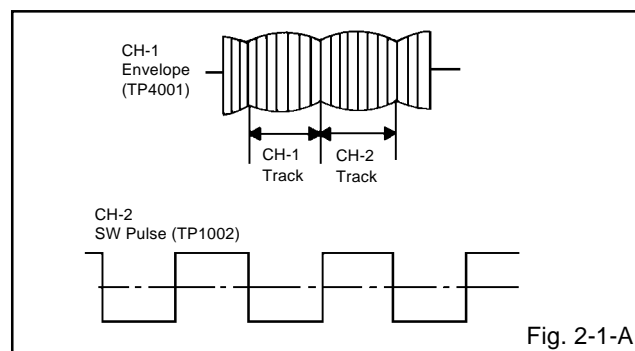 CH-1
Envelope
(TP4001)
CH-1
Track
CH-2
Track
CH-2
SW Pulse (TP1002)
Fig. 2-1-A